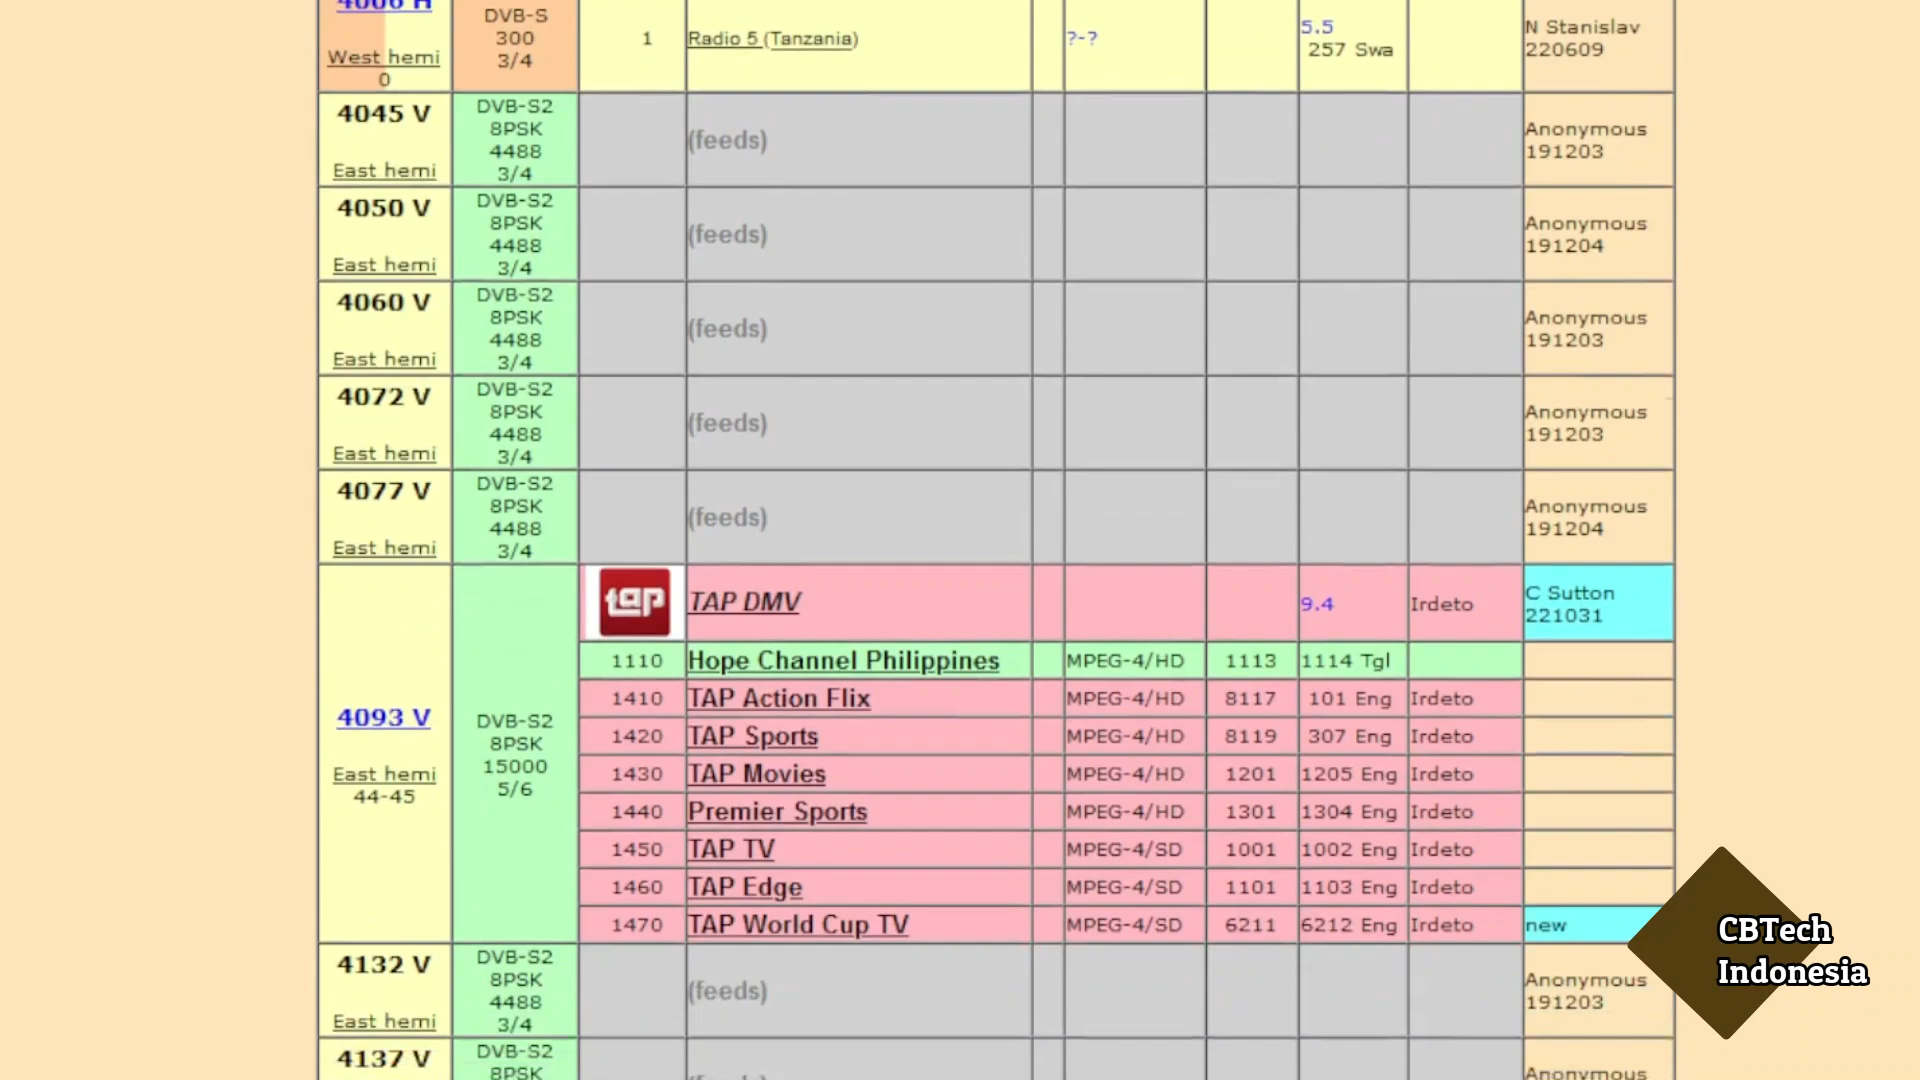 4006 H
West hemi
0
DVB-S
300
3/4
1
Radio 5 (Tanzania)
?-?
5.5
257 Swa
N Stanislav
220609
4045 V
East hemi
DVB-S2
8PSK
4488
3/4
(feeds)
Anonymous
191203
4050 V
East hemi
DVB-S2
8PSK
4488
3/4
(feeds)
Anonymous
191204
4060 V
East hemi
DVB-S2
8PSK
4488
3/4
(feeds)
Anonymous
191203
4072 V
East hemi
DVB-S2
8PSK
4488
3/4
(feeds)
Anonymous
191203
4077 V
East hemi
DVB-S2
8PSK
4488
3/4
(feeds)
Anonymous
191204
4093 V
East hemi
44-45
DVB-S2
8PSK
15000
5/6
tap
TAP DMV
9.4
Irdeto
C Sutton
221031
1110 Hope Channel Philippines MPEG-4/HD 1113 1114 Tgl
1410 TAP Action Flix MPEG-4/HD 8117 101 Eng Irdeto
1420 TAP Sports MPEG-4/HD 8119 307 Eng Irdeto
1430 TAP Movies MPEG-4/HD 1201 1205 Eng Irdeto
1440 Premier Sports MPEG-4/HD 1301 1304 Eng Irdeto
1450 TAP TV MPEG-4/SD 1001 1002 Eng Irdeto
1460 TAP Edge MPEG-4/SD 1101 1103 Eng Irdeto
1470 TAP World Cup TV MPEG-4/SD 6211 6212 Eng Irdeto new
4132 V
East hemi
DVB-S2
8PSK
4488
3/4
(feeds)
Anonymous
191203
4137 V
DVB-S2
8PSK
Anonymous
CBTech
Indonesia